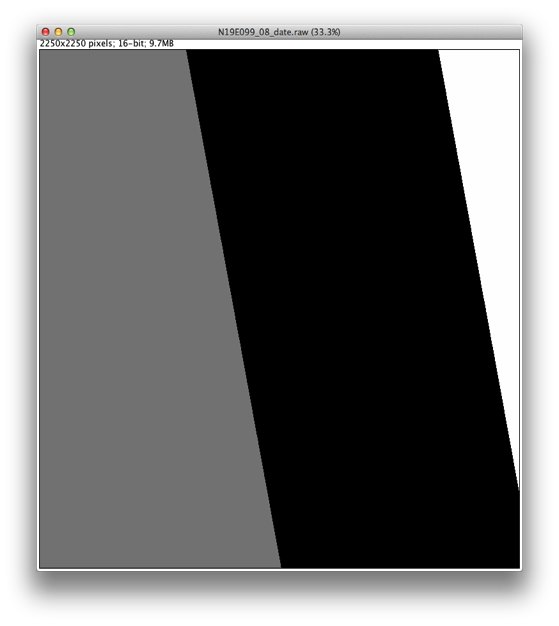 N19E099_08_date.raw (33.3%)
2250x2250 pixels; 16-bit; 9.7MB